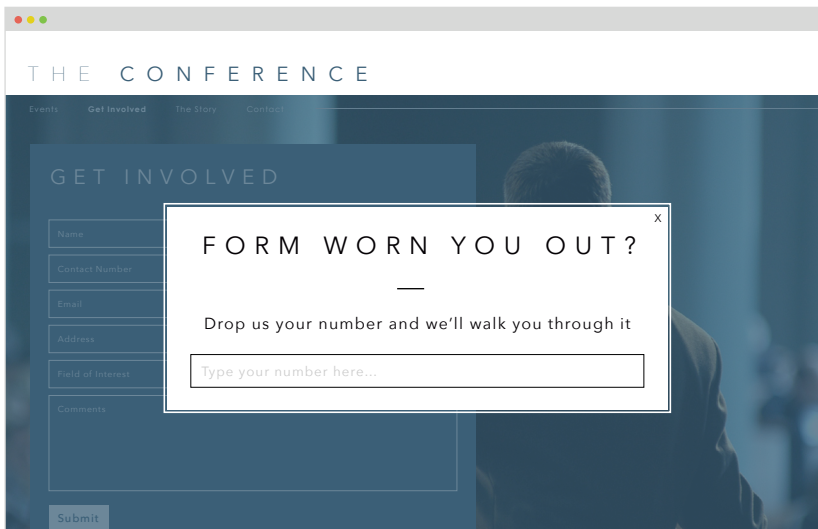 THE CONFERENCE
Events Get Involved The Story Contact
GET INVOLVED
Name
Contact Number
Email
Address
Field of Interest
Comments
Submit
X
FORM WORN YOU OUT?
Drop us your number and we'll walk you through it
Type your number here...